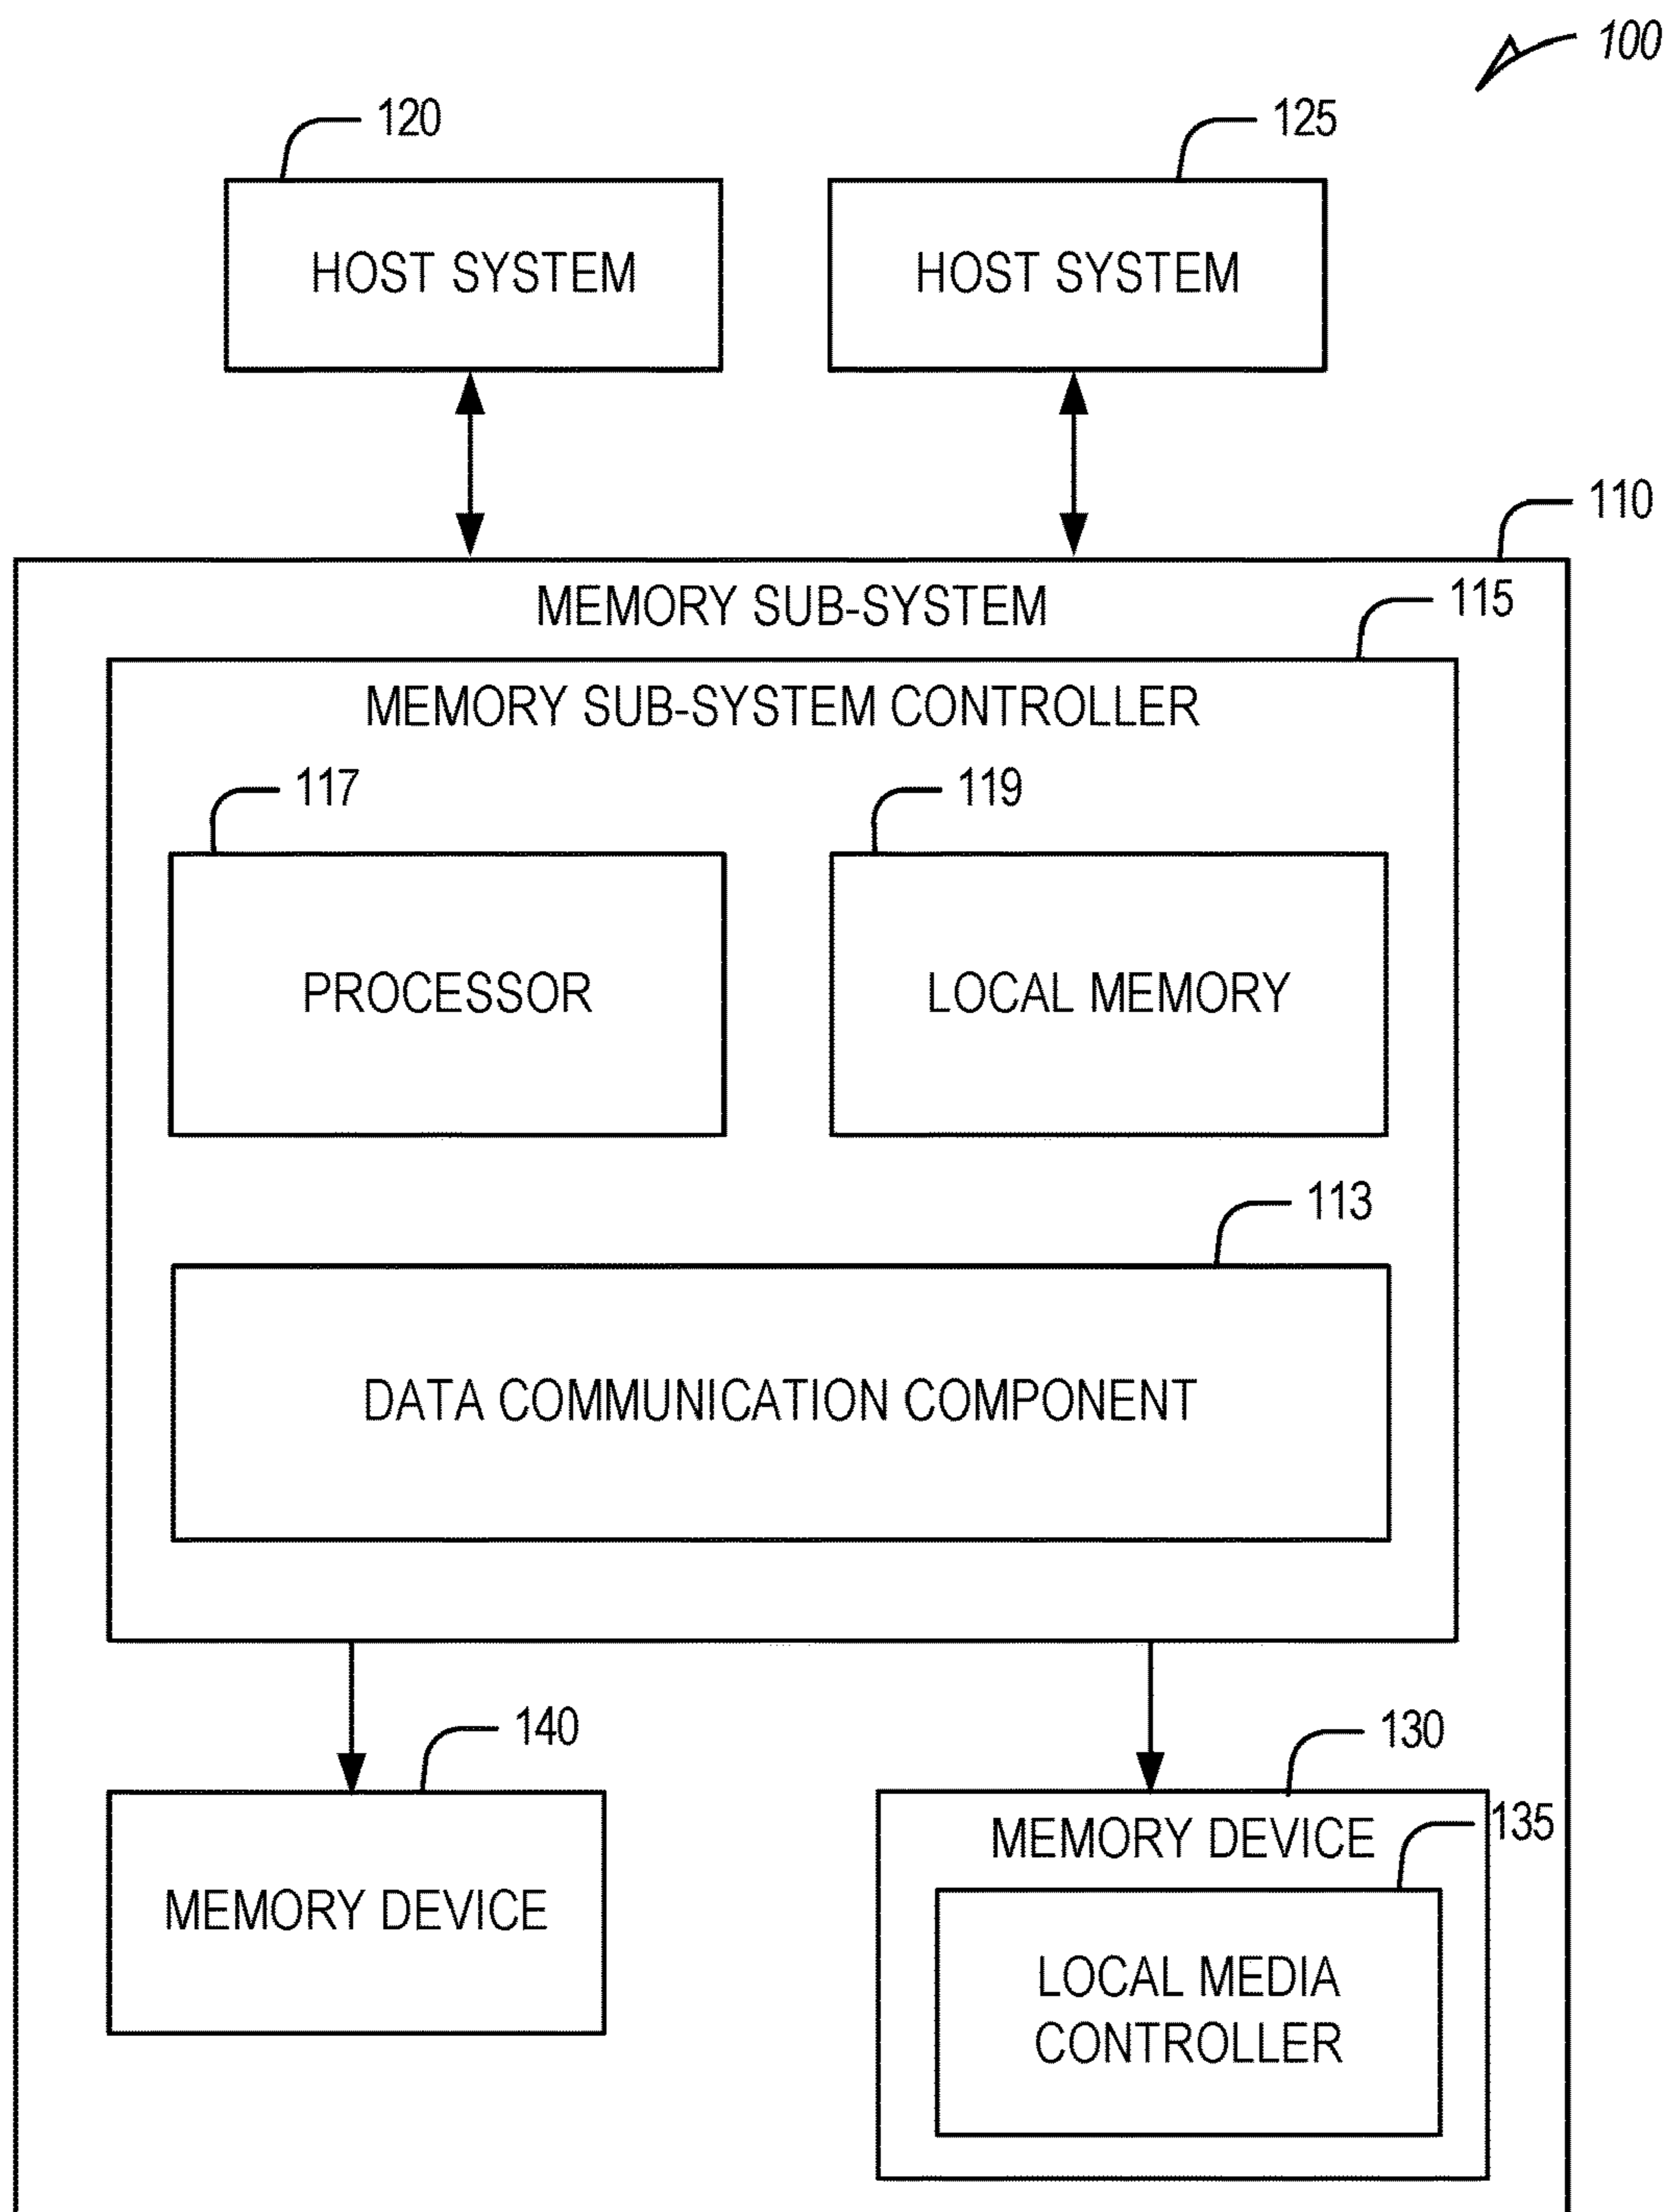 100
120
125
HOST SYSTEM
HOST SYSTEM
110
MEMORY SUB-SYSTEM
115
MEMORY SUB-SYSTEM CONTROLLER
117
119
PROCESSOR
LOCAL MEMORY
113
DATA COMMUNICATION COMPONENT
140
130
MEMORY DEVICE
135
MEMORY DEVICE
LOCAL MEDIA
CONTROLLER